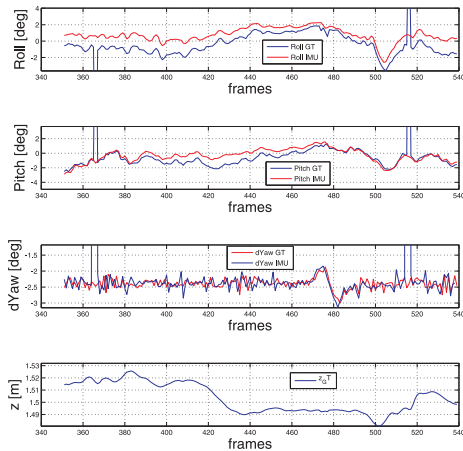 Roll [deg]
2
0
-2
Roll GT
Roll IMU
340 360 380 400 420 440 460 480 500 520 540
frames
Pitch [deg]
2
0
-2
-4
Pitch GT
Pitch IMU
340 360 380 400 420 440 460 480 500 520 540
frames
dYaw [deg]
-1.5
-2
-2.5
-3
dYaw GT
dYaw IMU
340 360 380 400 420 440 460 480 500 520 540
frames
z [m]
1.53
1.52
1.51
1.5
1.49
z_GT
340 360 380 400 420 440 460 480 500 520 540
frames